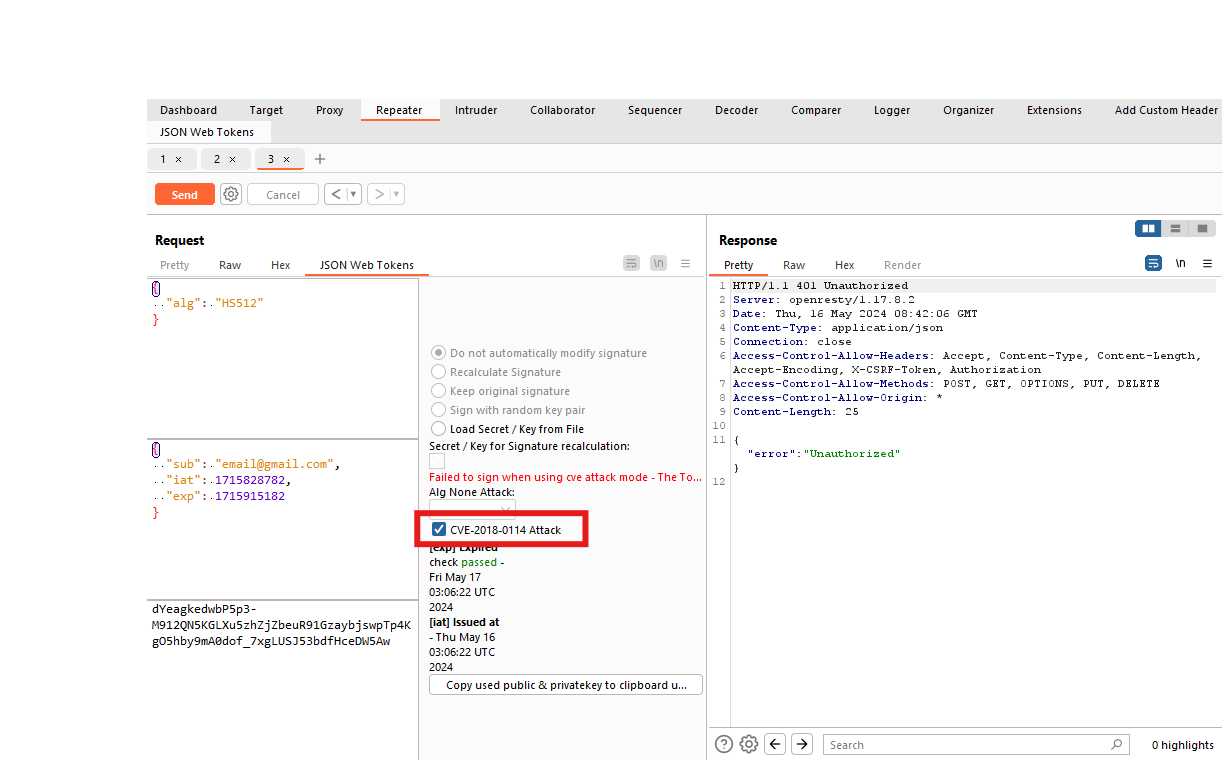 Dashboard Target Proxy Repeater Intruder Collaborator Sequencer Decoder Comparer Logger Organizer Extensions Add Custom Header
JSON Web Tokens
1 × 2 × 3 × +
Send Cancel < ▾ > ▾
Request
Pretty Raw Hex JSON Web Tokens \n ≡
{
.."alg":."HS512"
}
{
.."sub":."email@gmail.com",
.."iat":.1715828782,
.."exp":.1715915182
}
dYeagkedwbP5p3-
M912QN5KGLXu5zhZjZbeuR91GzaybjswpTp4K
gO5hby9mA0dof_7xgLUSJ53bdfHceDW5Aw
Do not automatically modify signature
Recalculate Signature
Keep original signature
Sign with random key pair
Load Secret / Key from File
Secret / Key for Signature recalculation:
Failed to sign when using cve attack mode - The To...
Alg None Attack:
CVE-2018-0114 Attack
[exp] Expired
check passed -
Fri May 17
03:06:22 UTC
2024
[iat] Issued at
- Thu May 16
03:06:22 UTC
2024
Copy used public & privatekey to clipboard u...
Response
Pretty Raw Hex Render \n ≡
1 HTTP/1.1 401 Unauthorized
2 Server: openresty/1.17.8.2
3 Date: Thu, 16 May 2024 08:42:06 GMT
4 Content-Type: application/json
5 Connection: close
6 Access-Control-Allow-Headers: Accept, Content-Type, Content-Length,
Accept-Encoding, X-CSRF-Token, Authorization
7 Access-Control-Allow-Methods: POST, GET, OPTIONS, PUT, DELETE
8 Access-Control-Allow-Origin: *
9 Content-Length: 25
10
11 {
"error":"Unauthorized"
}
12
? Search 0 highlights